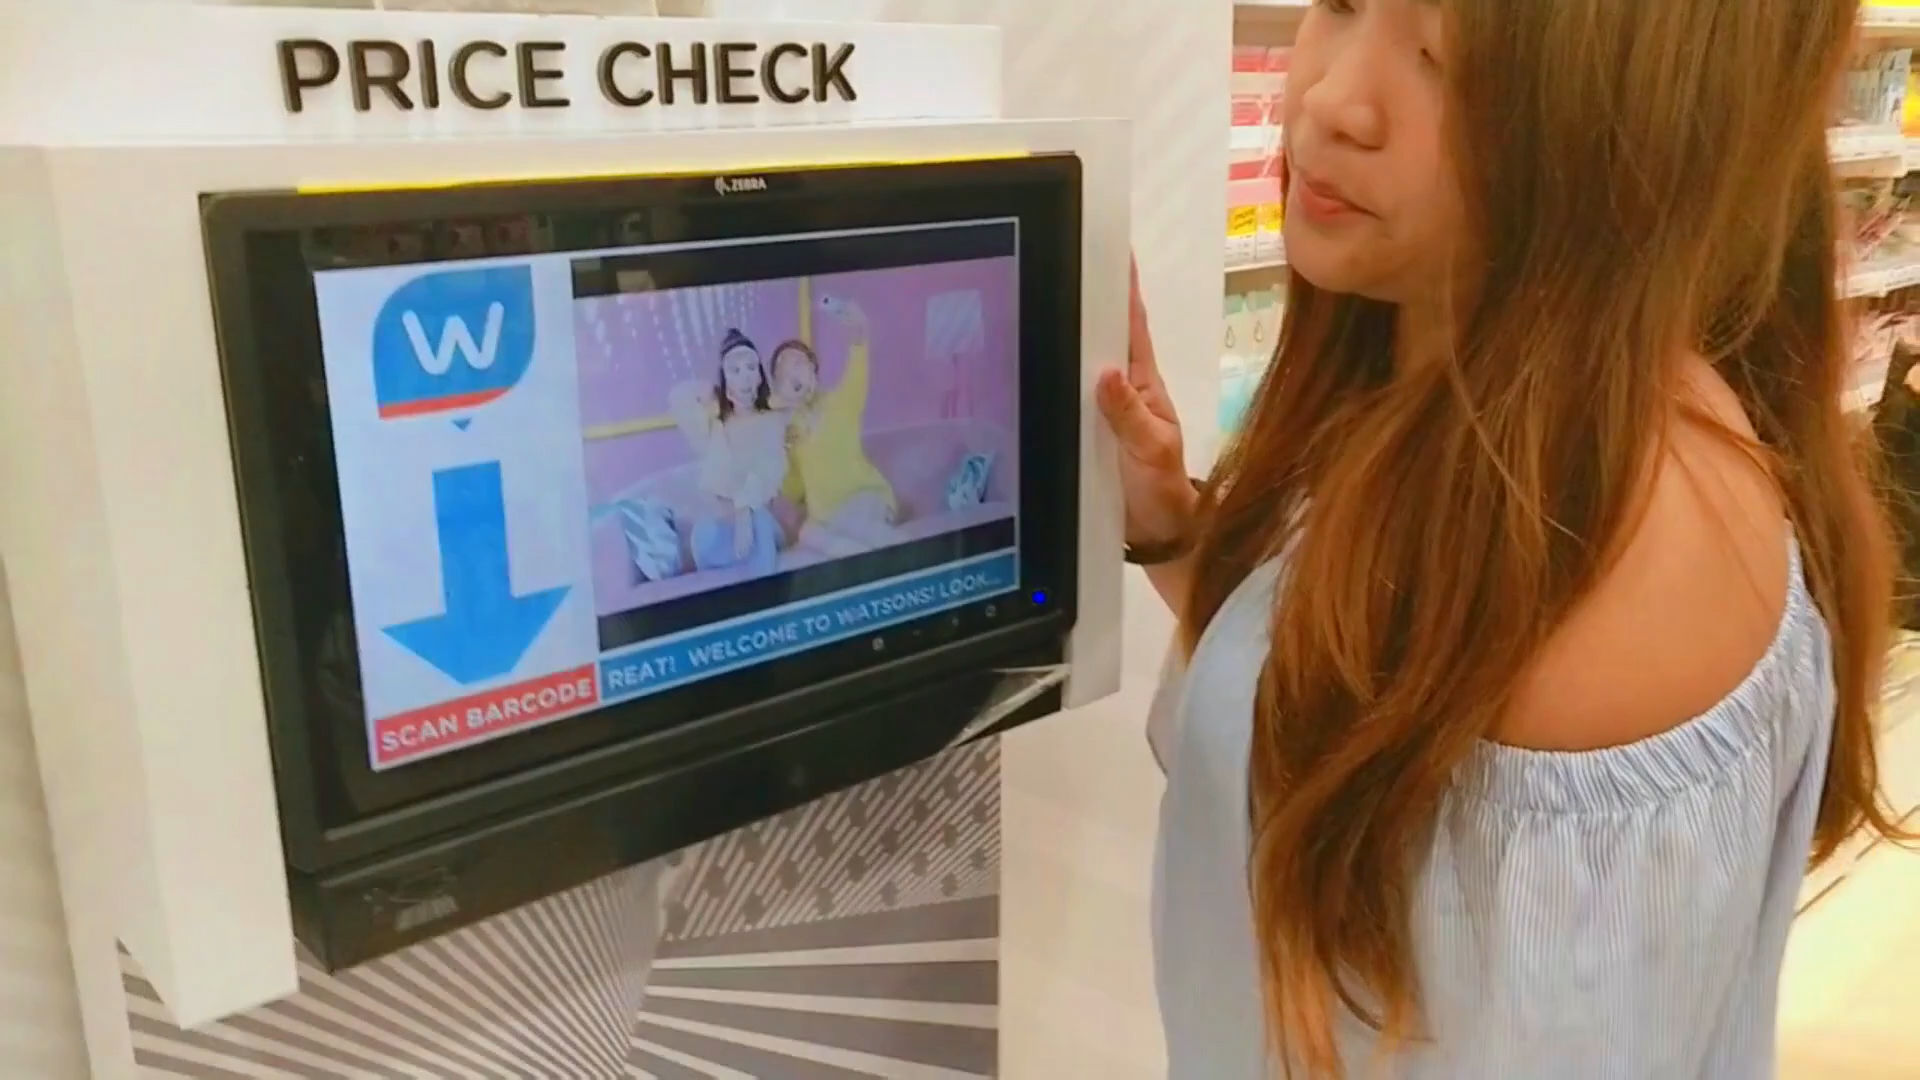 PRICE CHECK
ZEBRA
W
SCAN BARCODE
REAT! WELCOME TO WATSONS! LOOK...